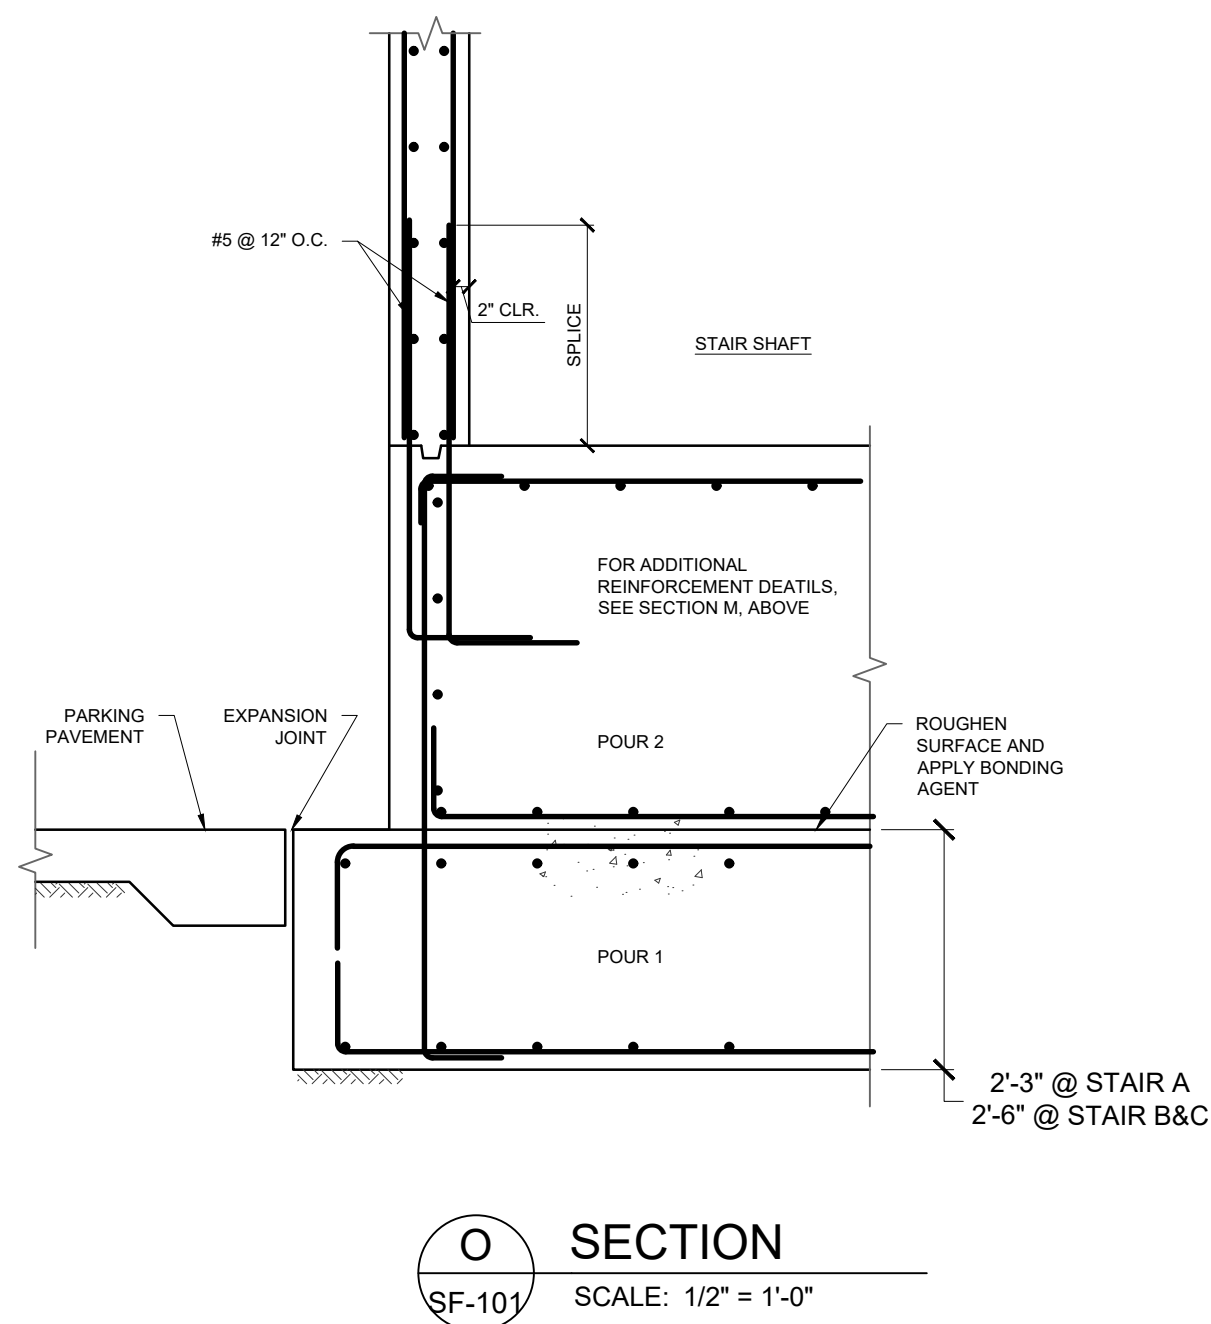 #5 @ 12" O.C.
2" CLR.
SPLICE
STAIR SHAFT
FOR ADDITIONAL
REINFORCEMENT DEATILS,
SEE SECTION M, ABOVE
PARKING
PAVEMENT
EXPANSION
JOINT
POUR 2
ROUGHEN
SURFACE AND
APPLY BONDING
AGENT
POUR 1
2'-3" @ STAIR A
2'-6" @ STAIR B&C
O
SECTION
SF-101
SCALE: 1/2" = 1'-0"